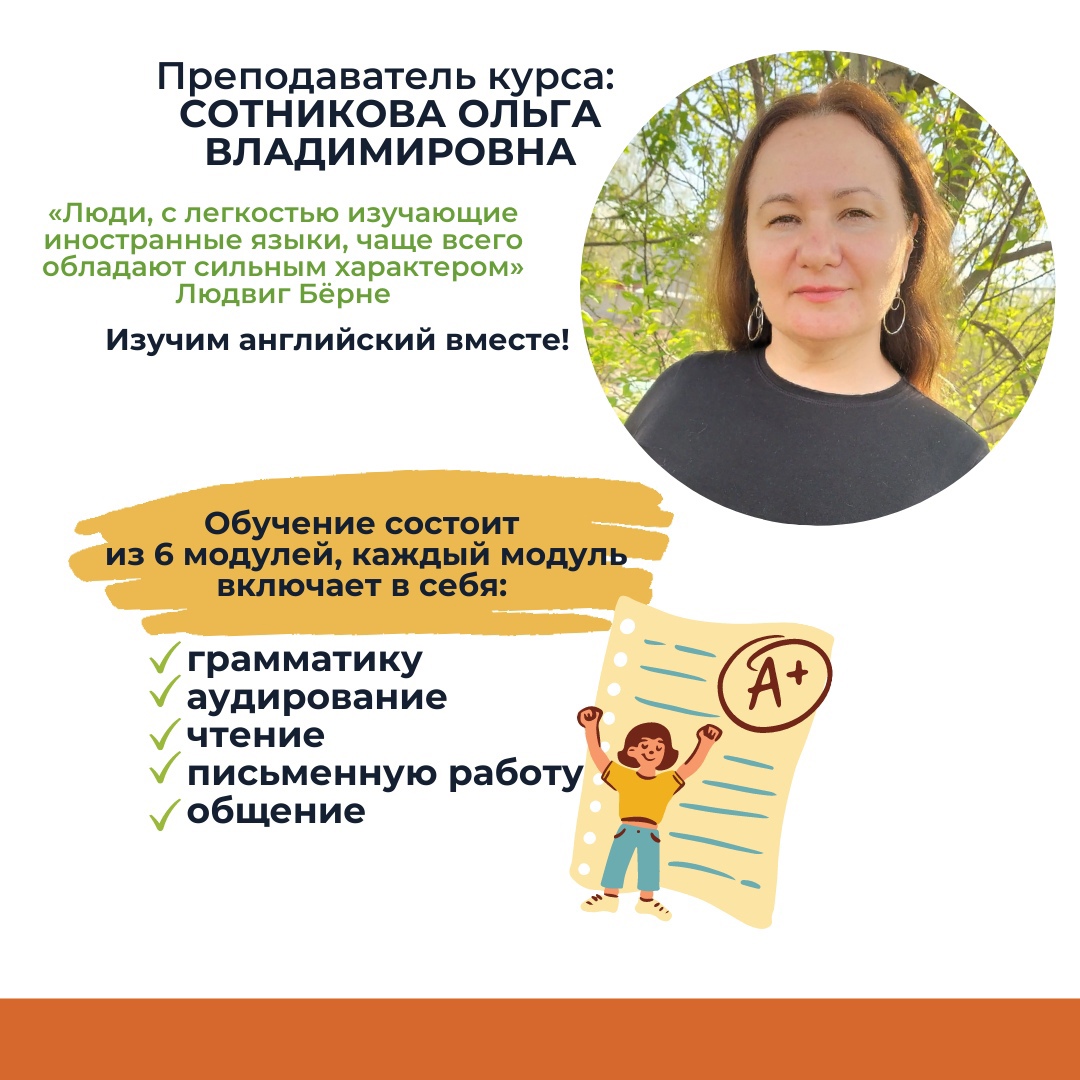 Преподаватель курса:
СОТНИКОВА ОЛЬГА
ВЛАДИМИРОВНА
«Люди, с легкостью изучающие
иностранные языки, чаще всего
обладают сильным характером»
Людвиг Бёрне
Изучим английский вместе!
Обучение состоит
из 6 модулей, каждый модуль
включает в себя:
грамматику
аудирование
чтение
письменную работу
общение
A+